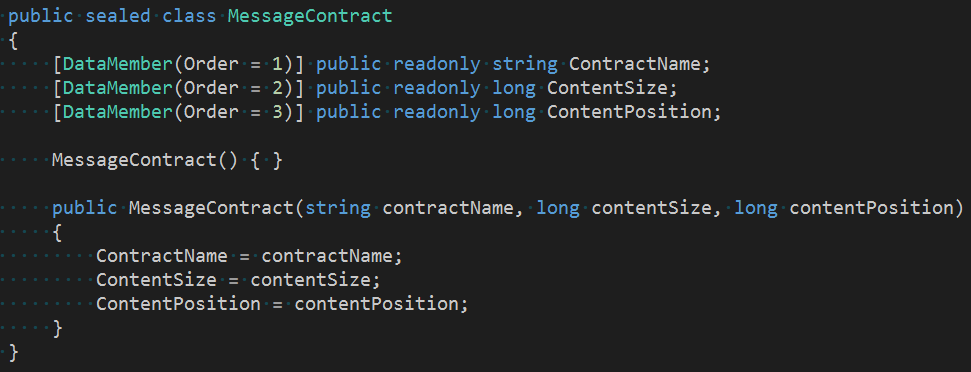 public sealed class MessageContract
{
    [DataMember(Order = 1)] public readonly string ContractName;
    [DataMember(Order = 2)] public readonly long ContentSize;
    [DataMember(Order = 3)] public readonly long ContentPosition;

    MessageContract() { }

    public MessageContract(string contractName, long contentSize, long contentPosition)
    {
        ContractName = contractName;
        ContentSize = contentSize;
        ContentPosition = contentPosition;
    }
}